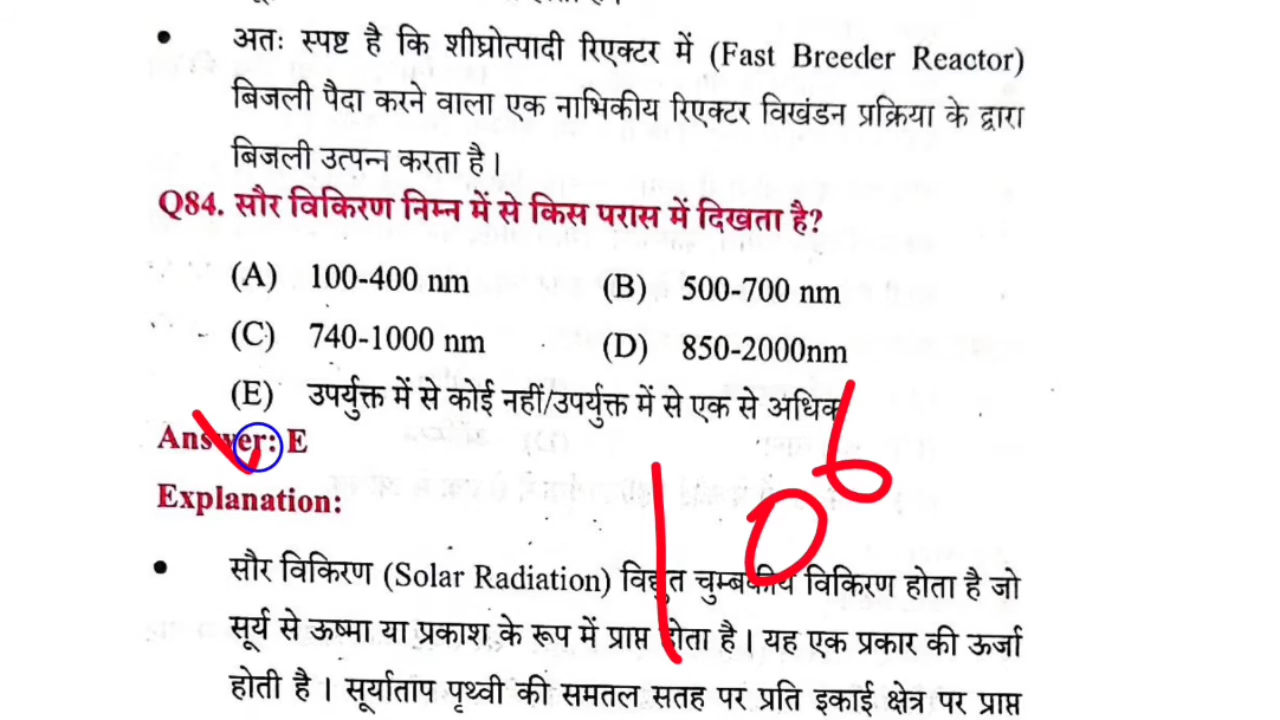 अतः स्पष्ट है कि शीघ्रोत्पादी रिएक्टर में (Fast Breeder Reactor)
बिजली पैदा करने वाला एक नाभिकीय रिएक्टर विखंडन प्रक्रिया के द्वारा
बिजली उत्पन्न करता है।
Q84. सौर विकिरण निम्न में से किस परास में दिखता है?
(A) 100-400 nm (B) 500-700 nm
(C) 740-1000 nm (D) 850-2000nm
(E) उपर्युक्त में से कोई नहीं/उपर्युक्त में से एक से अधिक
Answer: E
106
Explanation:
सौर विकिरण (Solar Radiation) विद्युत चुम्बकीय विकिरण होता है जो
सूर्य से ऊष्मा या प्रकाश के रूप में प्राप्त होता है। यह एक प्रकार की ऊर्जा
होती है। सूर्याताप पृथ्वी की समतल सतह पर प्रति इकाई क्षेत्र पर प्राप्त